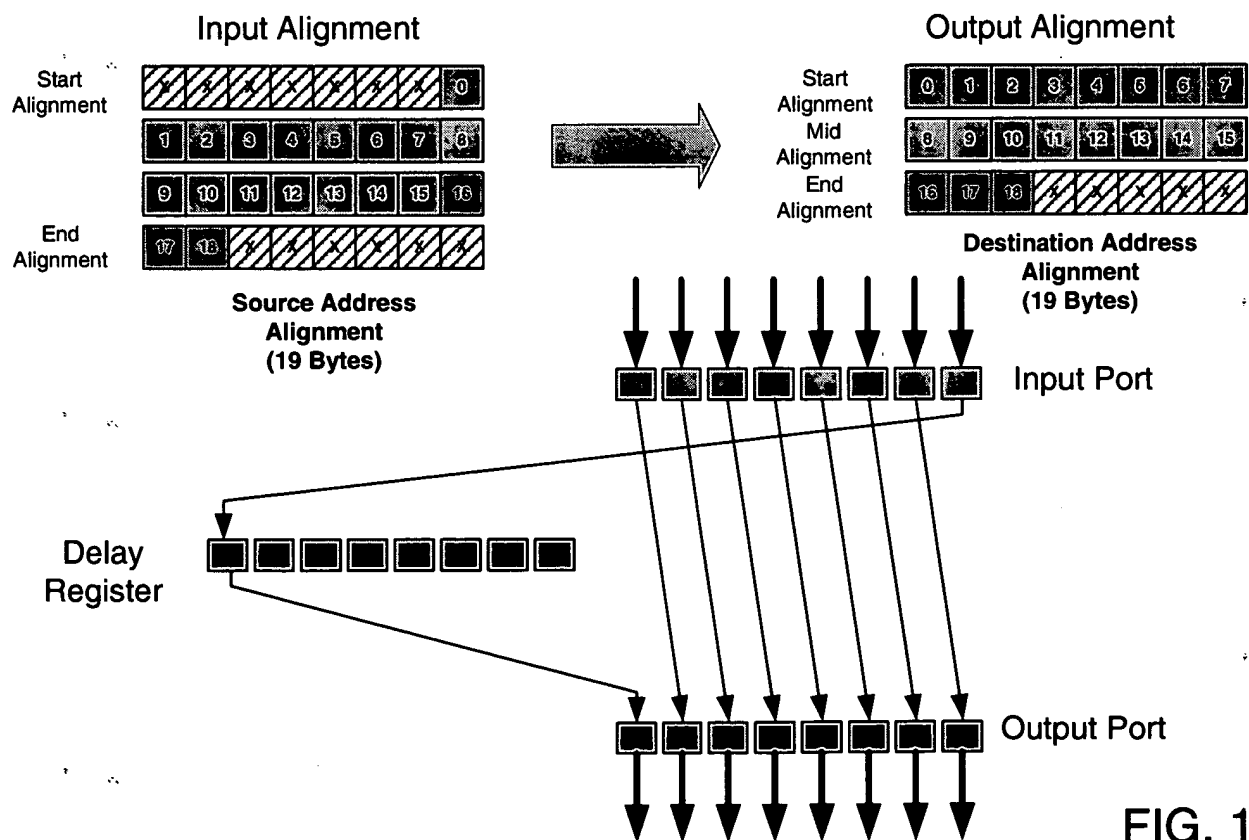 Input Alignment
Start
Alignment
x x x x x x x 0
1 2 3 4 5 6 7 8
9 10 11 12 13 14 15 16
End
Alignment
17 18 x x x x x x
Source Address
Alignment
(19 Bytes)
Output Alignment
Start
Alignment
0 1 2 3 4 5 6 7
Mid
Alignment
8 9 10 11 12 13 14 15
End
Alignment
16 17 18 x x x x x
Destination Address
Alignment
(19 Bytes)
Input Port
Delay
Register
Output Port
FIG. 1